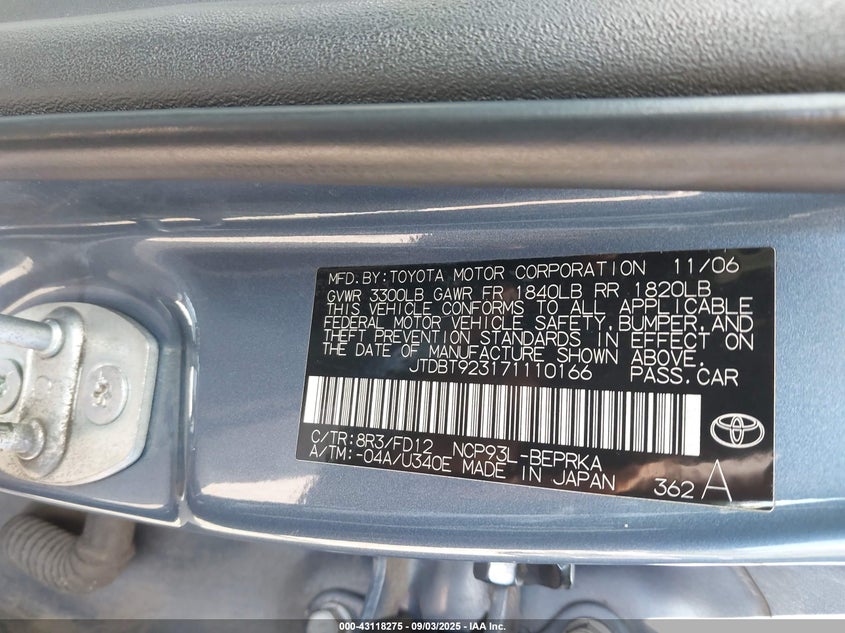 MFD.BY:TOYOTA MOTOR CORPORATION 11/06
GVWR 3300LB GAWR FR 1840LB RR 1820LB
THIS VEHICLE CONFORMS TO ALL APPLICABLE
FEDERAL MOTOR VEHICLE SAFETY,BUMPER,AND
THEFT PREVENTION STANDARDS IN EFFECT ON
THE DATE OF MANUFACTURE SHOWN ABOVE.
JTDBT923171110166 PASS.CAR
C/TR:8R3/FD12 NCP93L-BEPRKA
A/TM:-04A/U340E MADE IN JAPAN 362 A
000-43118275 - 09/03/2025 - IAA Inc.